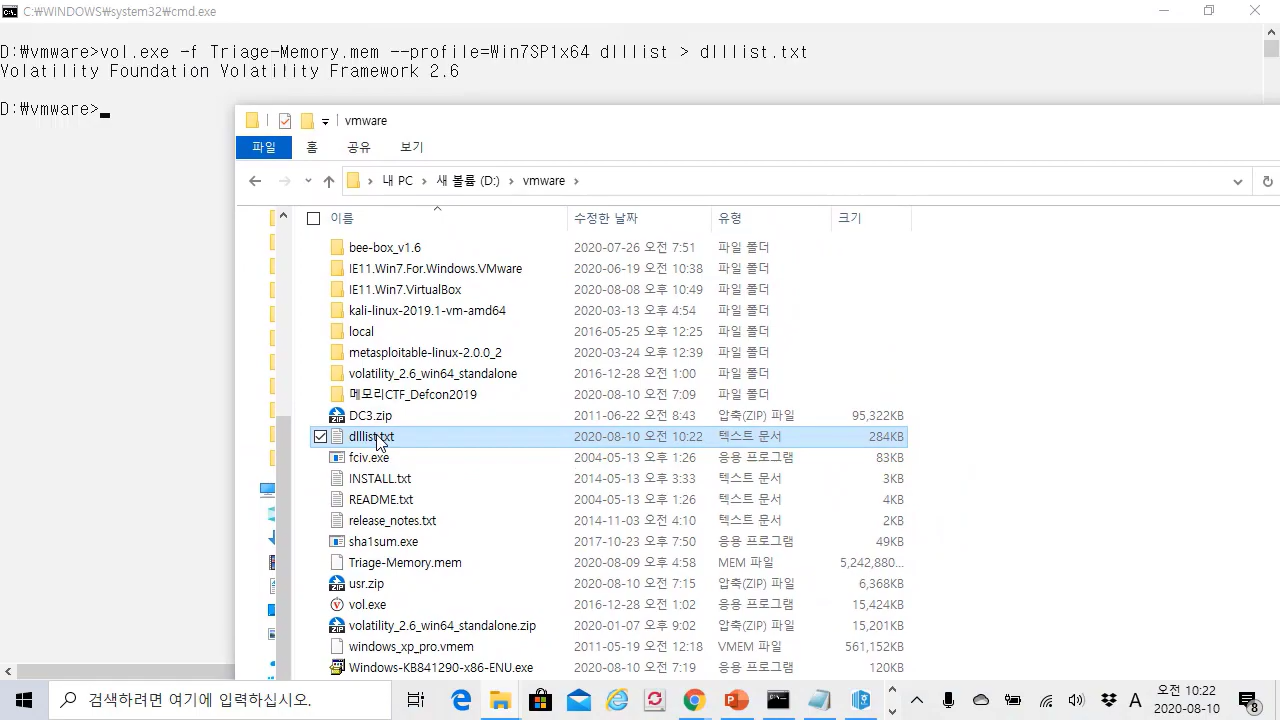 C:₩WINDOWS₩system32₩cmd.exe
D:₩vmware>vol.exe -f Triage-Memory.mem --profile=Win7SP1x64 dlllist > dlllist.txt
Volatility Foundation Volatility Framework 2.6
D:₩vmware>
vmware
파일 홈 공유 보기
내 PC 새 볼륨 (D:) vmware
이름 수정한 날짜 유형 크기
bee-box_v1.6 2020-07-26 오전 7:51 파일 폴더
IE11.Win7.For.Windows.VMware 2020-06-19 오전 10:38 파일 폴더
IE11.Win7.VirtualBox 2020-08-08 오후 10:49 파일 폴더
kali-linux-2019.1-vm-amd64 2020-03-13 오후 4:54 파일 폴더
local 2016-05-25 오후 12:25 파일 폴더
metasploitable-linux-2.0.0_2 2020-03-24 오후 12:39 파일 폴더
volatility_2.6_win64_standalone 2016-12-28 오전 1:00 파일 폴더
메모리CTF_Defcon2019 2020-08-10 오전 7:09 파일 폴더
DC3.zip 2011-06-22 오전 8:43 압축(ZIP) 파일 95,322KB
dlllist.txt 2020-08-10 오전 10:22 텍스트 문서 284KB
fciv.exe 2004-05-13 오후 1:26 응용 프로그램 83KB
INSTALL.txt 2014-05-13 오후 3:33 텍스트 문서 3KB
README.txt 2004-05-13 오후 1:26 텍스트 문서 4KB
release_notes.txt 2014-11-03 오전 4:10 텍스트 문서 2KB
sha1sum.exe 2017-10-23 오후 7:50 응용 프로그램 49KB
Triage-Memory.mem 2020-08-09 오후 4:58 MEM 파일 5,242,880...
usr.zip 2020-08-10 오전 7:15 압축(ZIP) 파일 6,368KB
vol.exe 2016-12-28 오전 1:02 응용 프로그램 15,424KB
volatility_2.6_win64_standalone.zip 2020-01-07 오후 9:02 압축(ZIP) 파일 15,201KB
windows_xp_pro.vmem 2011-05-19 오전 12:18 VMEM 파일 561,152KB
Windows-KB841290-x86-ENU.exe 2020-08-10 오전 7:19 응용 프로그램 120KB
검색하려면 여기에 입력하십시오.
A 오전 10:22
2020-08-10
8